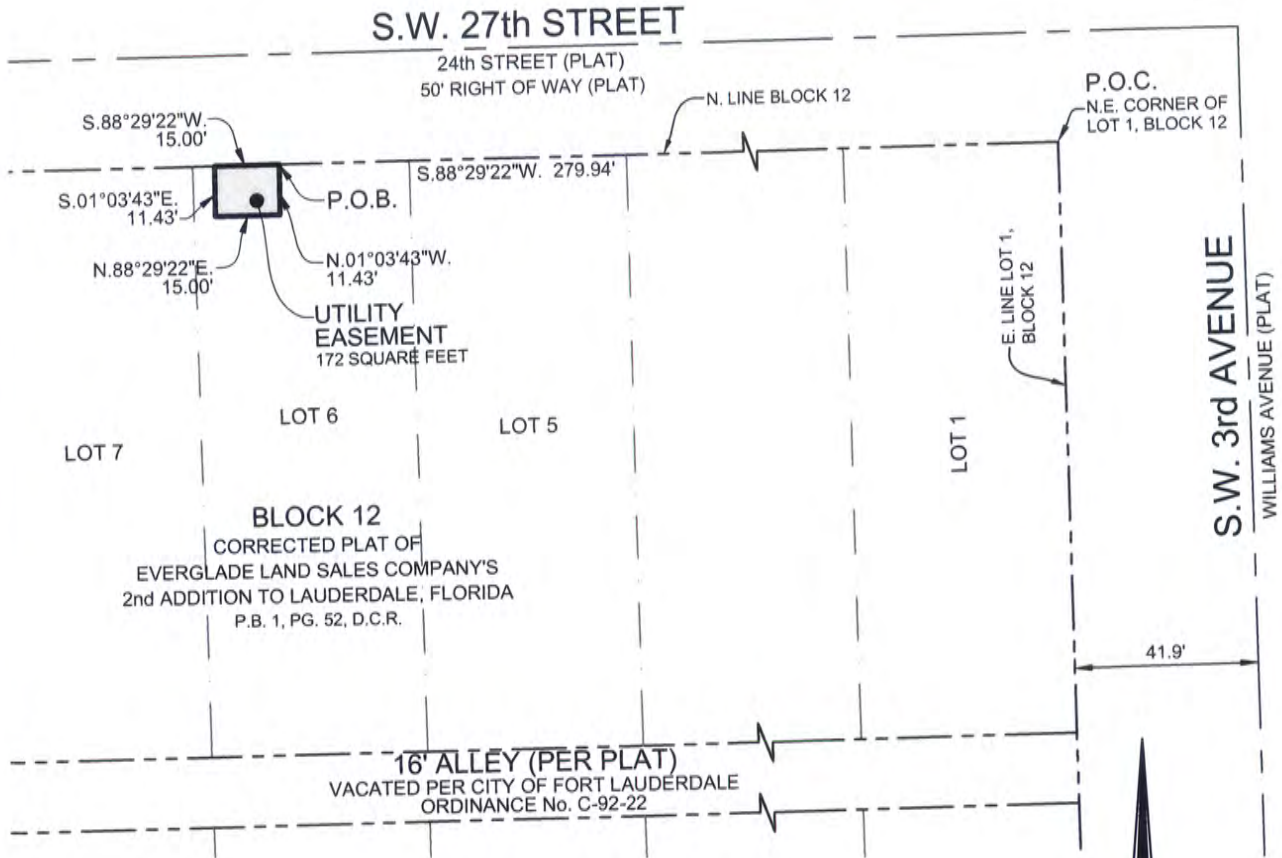 S.W. 27th STREET
24th STREET (PLAT)
50' RIGHT OF WAY (PLAT)
N. LINE BLOCK 12
P.O.C.
N.E. CORNER OF
LOT 1, BLOCK 12
S.88°29'22"W.
15.00'
S.88°29'22"W. 279.94'
S.01°03'43"E.
11.43'
P.O.B.
N.88°29'22"E.
15.00'
N.01°03'43"W.
11.43'
UTILITY
EASEMENT
172 SQUARE FEET
E. LINE LOT 1,
BLOCK 12
S.W. 3rd AVENUE
WILLIAMS AVENUE (PLAT)
LOT 7
LOT 6
LOT 5
LOT 1
BLOCK 12
CORRECTED PLAT OF
EVERGLADE LAND SALES COMPANY'S
2nd ADDITION TO LAUDERDALE, FLORIDA
P.B. 1, PG. 52, D.C.R.
41.9'
16' ALLEY (PER PLAT)
VACATED PER CITY OF FORT LAUDERDALE
ORDINANCE No. C-92-22